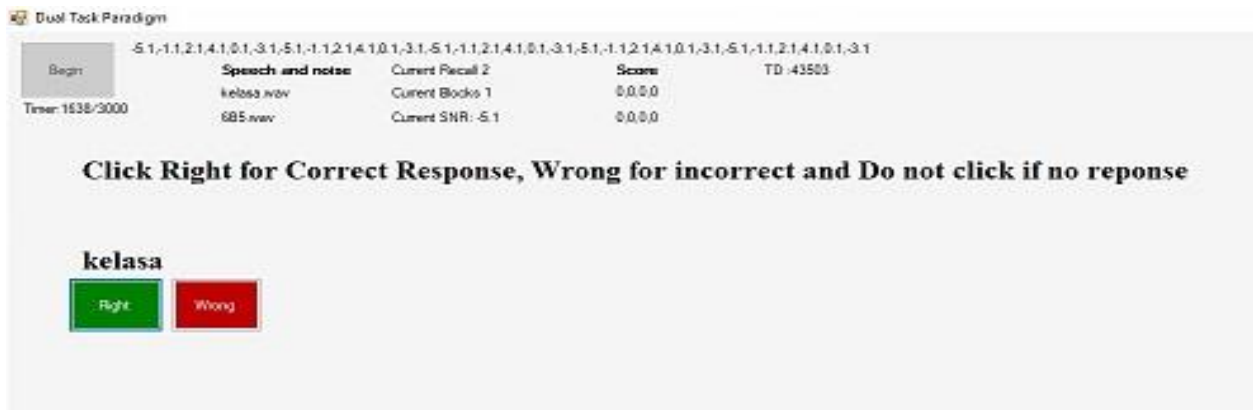 Dual Task Paradigm
-5.1,-1.1,2.1,4.1,0.1,-3.1,-5.1,-1.1,2.1,4.1,0.1,-3.1,-5.1,-1.1,2.1,4.1,0.1,-3.1,-5.1,-1.1,2.1,4.1,0.1,-3.1,-5.1,-1.1,2.1,4.1,0.1,-3.1
Begin Speech and noise Current Recall 2 Score TD :43503
kelasa.wav Current Blocks 1 0,0,0,0
Timer: 1638/3000
685.wav Current SNR: -5.1 0,0,0,0
Click Right for Correct Response, Wrong for incorrect and Do not click if no reponse
kelasa
Right Wrong